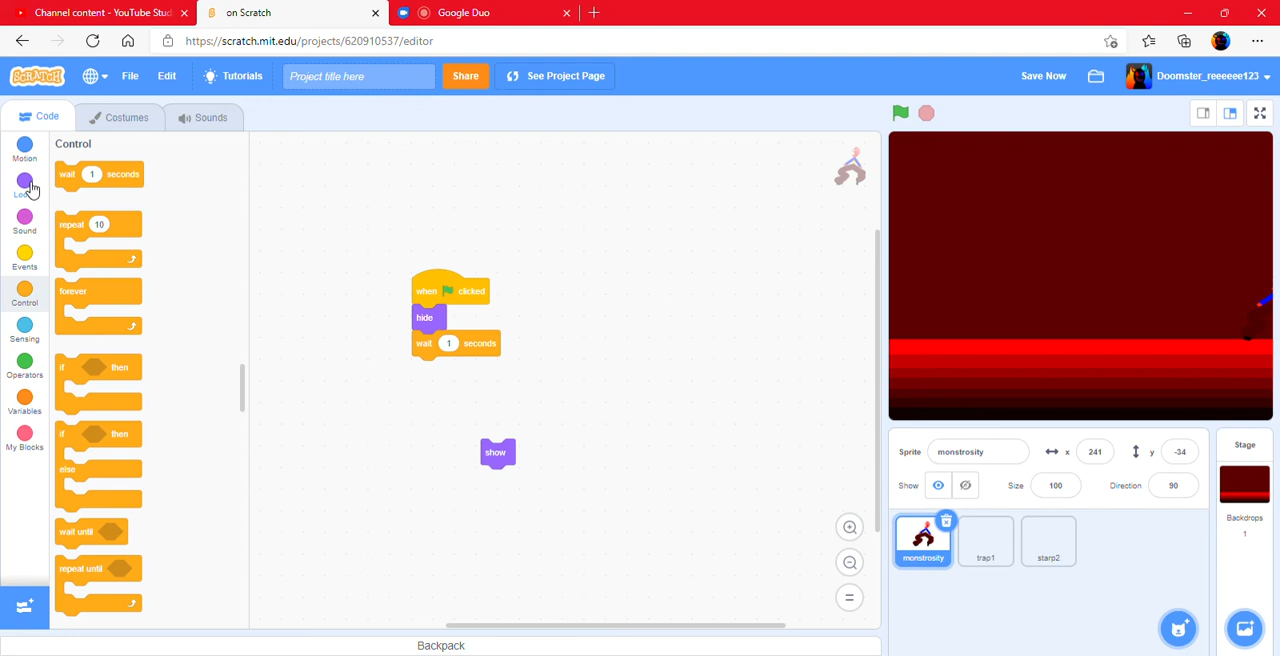 Channel content - YouTube Stud
on Scratch
Google Duo
https://scratch.mit.edu/projects/620910537/editor
SCRATCH
File
Edit
Tutorials
Project title here
Share
See Project Page
Save Now
Doomster_reeeeee123
Code
Costumes
Sounds
Motion
Looks
Sound
Events
Control
Sensing
Operators
Variables
My Blocks
Control
wait 1 seconds
repeat 10
forever
if then
if then
else
wait until
repeat until
when clicked
hide
wait 1 seconds
show
Backpack
Sprite monstrosity x 241 y -34
Show Size 100 Direction 90
monstrosity
trap1
starp2
Stage
Backdrops
1